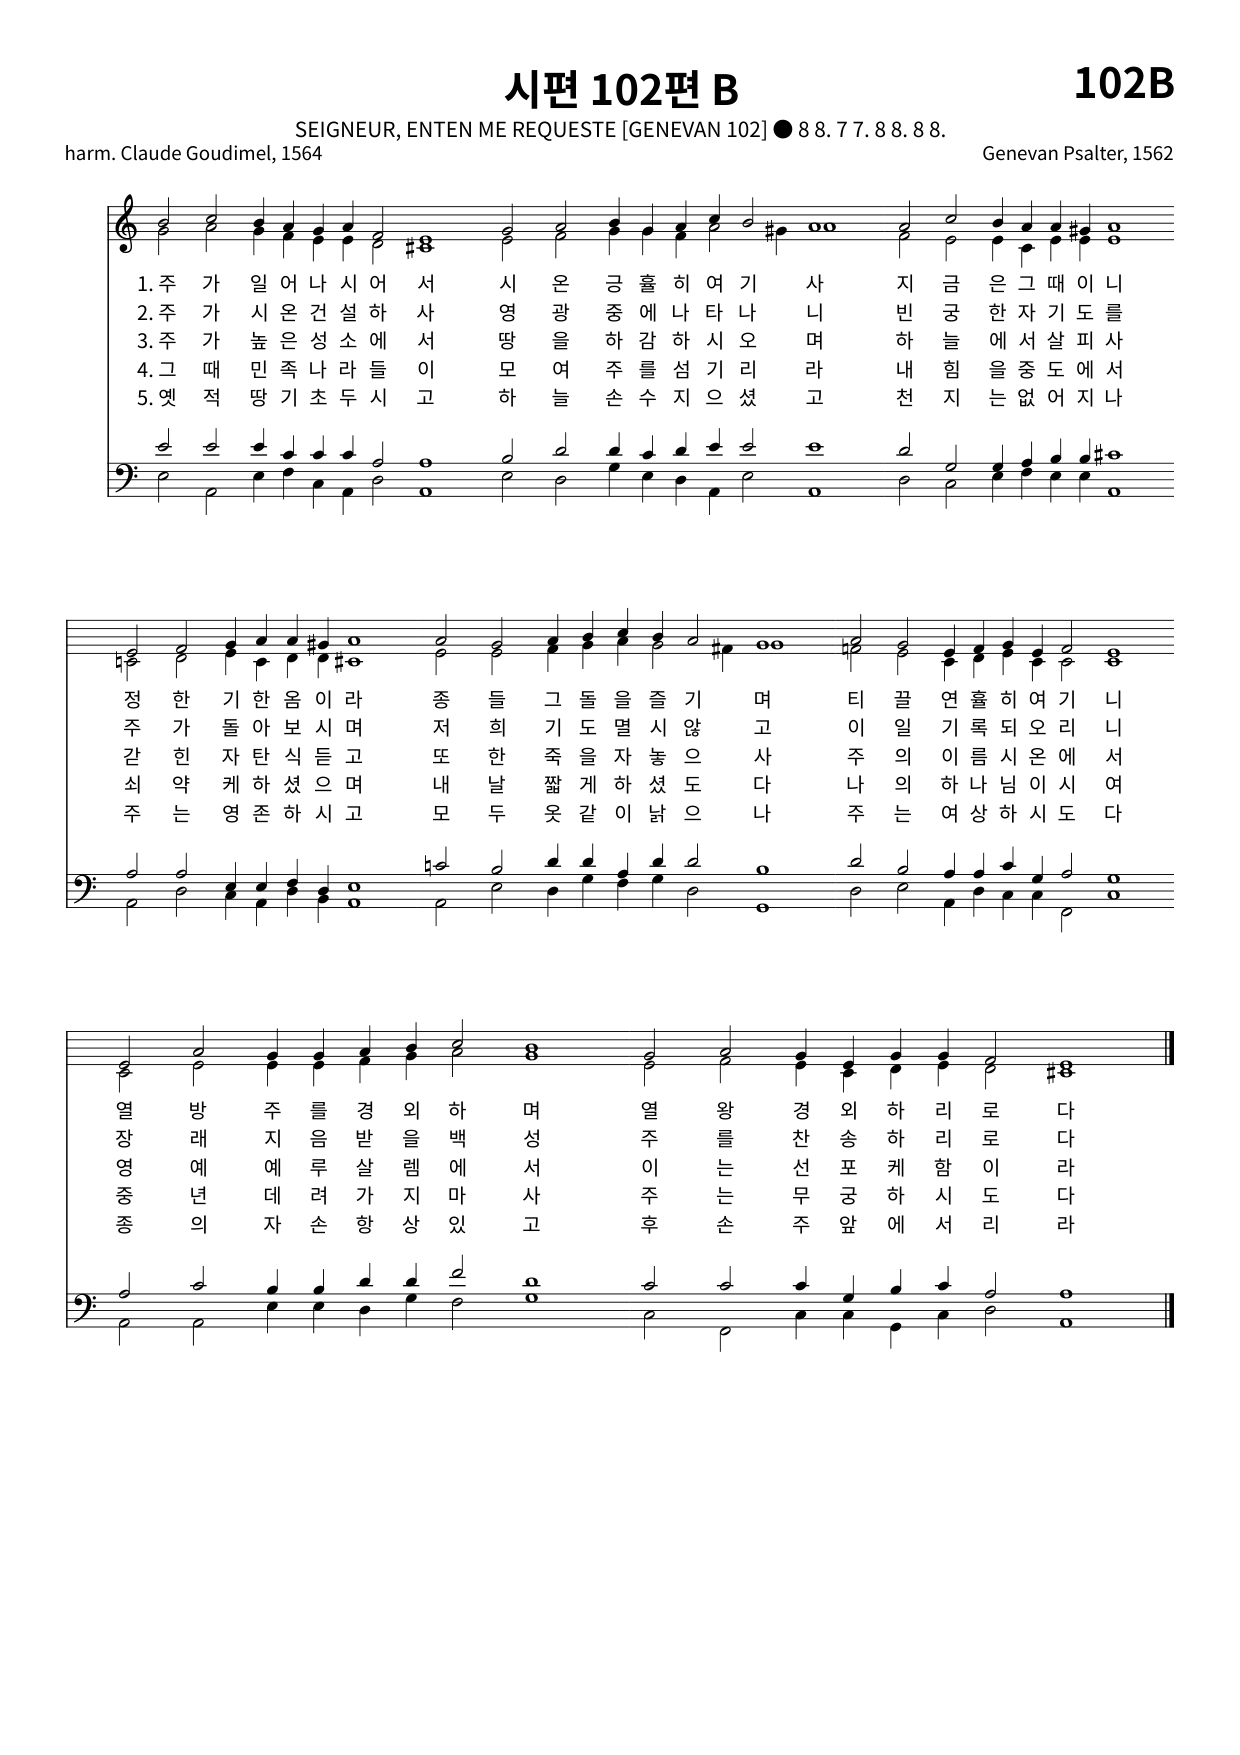 시편 102편 B
102B
SEIGNEUR, ENTEN ME REQUESTE [GENEVAN 102] ● 8 8. 7 7. 8 8. 8 8.
harm. Claude Goudimel, 1564
Genevan Psalter, 1562
1. 주 가 일 어 나 시 어 서 시 온 긍 휼 히 여 기 사 지 금 은 그 때 이 니
2. 주 가 시 온 건 설 하 사 영 광 중 에 나 타 나 니 빈 궁 한 자 기 도 를
3. 주 가 높 은 성 소 에 서 땅 을 하 감 하 시 오 며 하 늘 에 서 살 피 사
4. 그 때 민 족 나 라 들 이 모 여 주 를 섬 기 리 라 내 힘 을 중 도 에 서
5. 옛 적 땅 기 초 두 시 고 하 늘 손 수 지 으 셨 고 천 지 는 없 어 지 나
정 한 기 한 옴 이 라 종 들 그 돌 을 즐 기 며 티 끌 연 휼 히 여 기 니
주 가 돌 아 보 시 며 저 희 기 도 멸 시 않 고 이 일 기 록 되 오 리 니
갇 힌 자 탄 식 듣 고 또 한 죽 을 자 놓 으 사 주 의 이 름 시 온 에 서
쇠 약 케 하 셨 으 며 내 날 짧 게 하 셨 도 다 나 의 하 나 님 이 시 여
주 는 영 존 하 시 고 모 두 옷 같 이 낡 으 나 주 는 여 상 하 시 도 다
열 방 주 를 경 외 하 며 열 왕 경 외 하 리 로 다
장 래 지 음 받 을 백 성 주 를 찬 송 하 리 로 다
영 예 예 루 살 렘 에 서 이 는 선 포 케 함 이 라
중 년 데 려 가 지 마 사 주 는 무 궁 하 시 도 다
종 의 자 손 항 상 있 고 후 손 주 앞 에 서 리 라